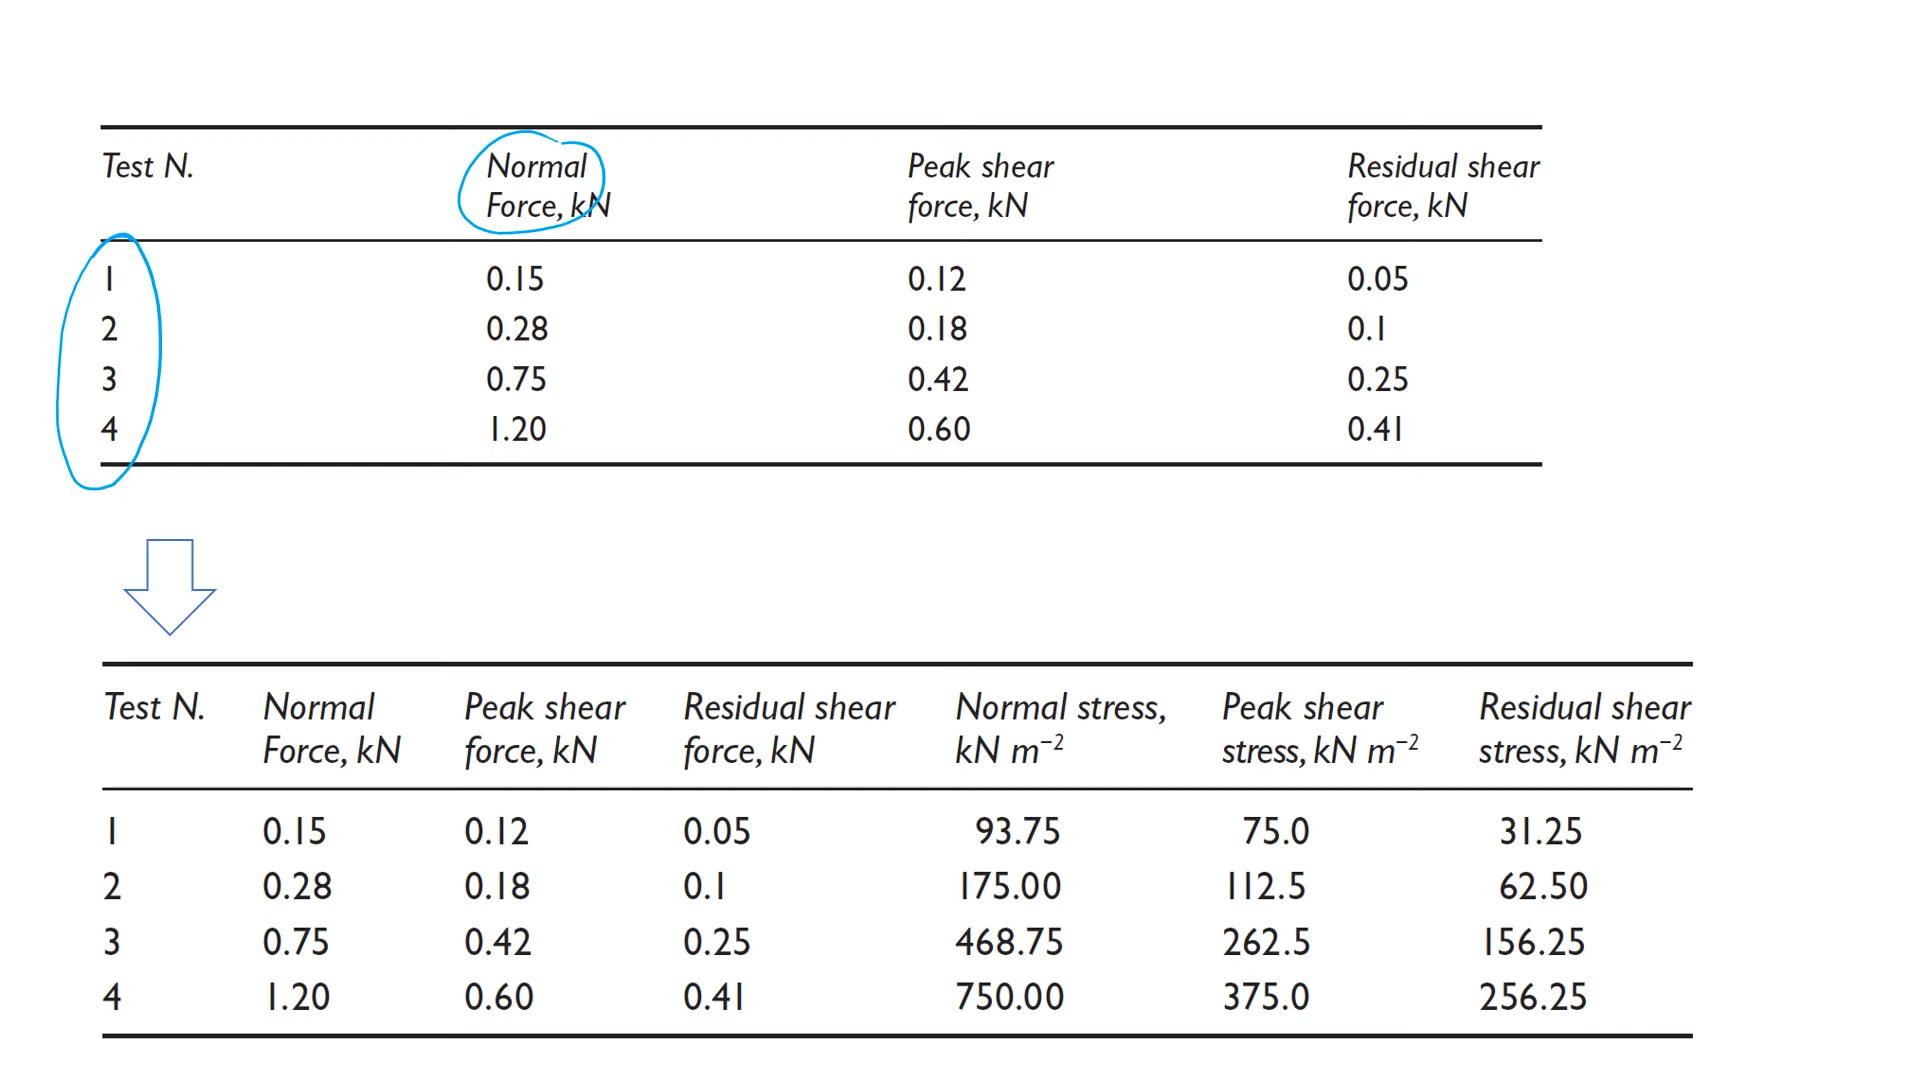 Test N. Normal Peak shear Residual shear
Force, kN force, kN force, kN
1 0.15 0.12 0.05
2 0.28 0.18 0.1
3 0.75 0.42 0.25
4 1.20 0.60 0.41
Test N. Normal Peak shear Residual shear Normal stress, Peak shear Residual shear
Force, kN force, kN force, kN kN m⁻² stress, kN m⁻² stress, kN m⁻²
1 0.15 0.12 0.05 93.75 75.0 31.25
2 0.28 0.18 0.1 175.00 112.5 62.50
3 0.75 0.42 0.25 468.75 262.5 156.25
4 1.20 0.60 0.41 750.00 375.0 256.25